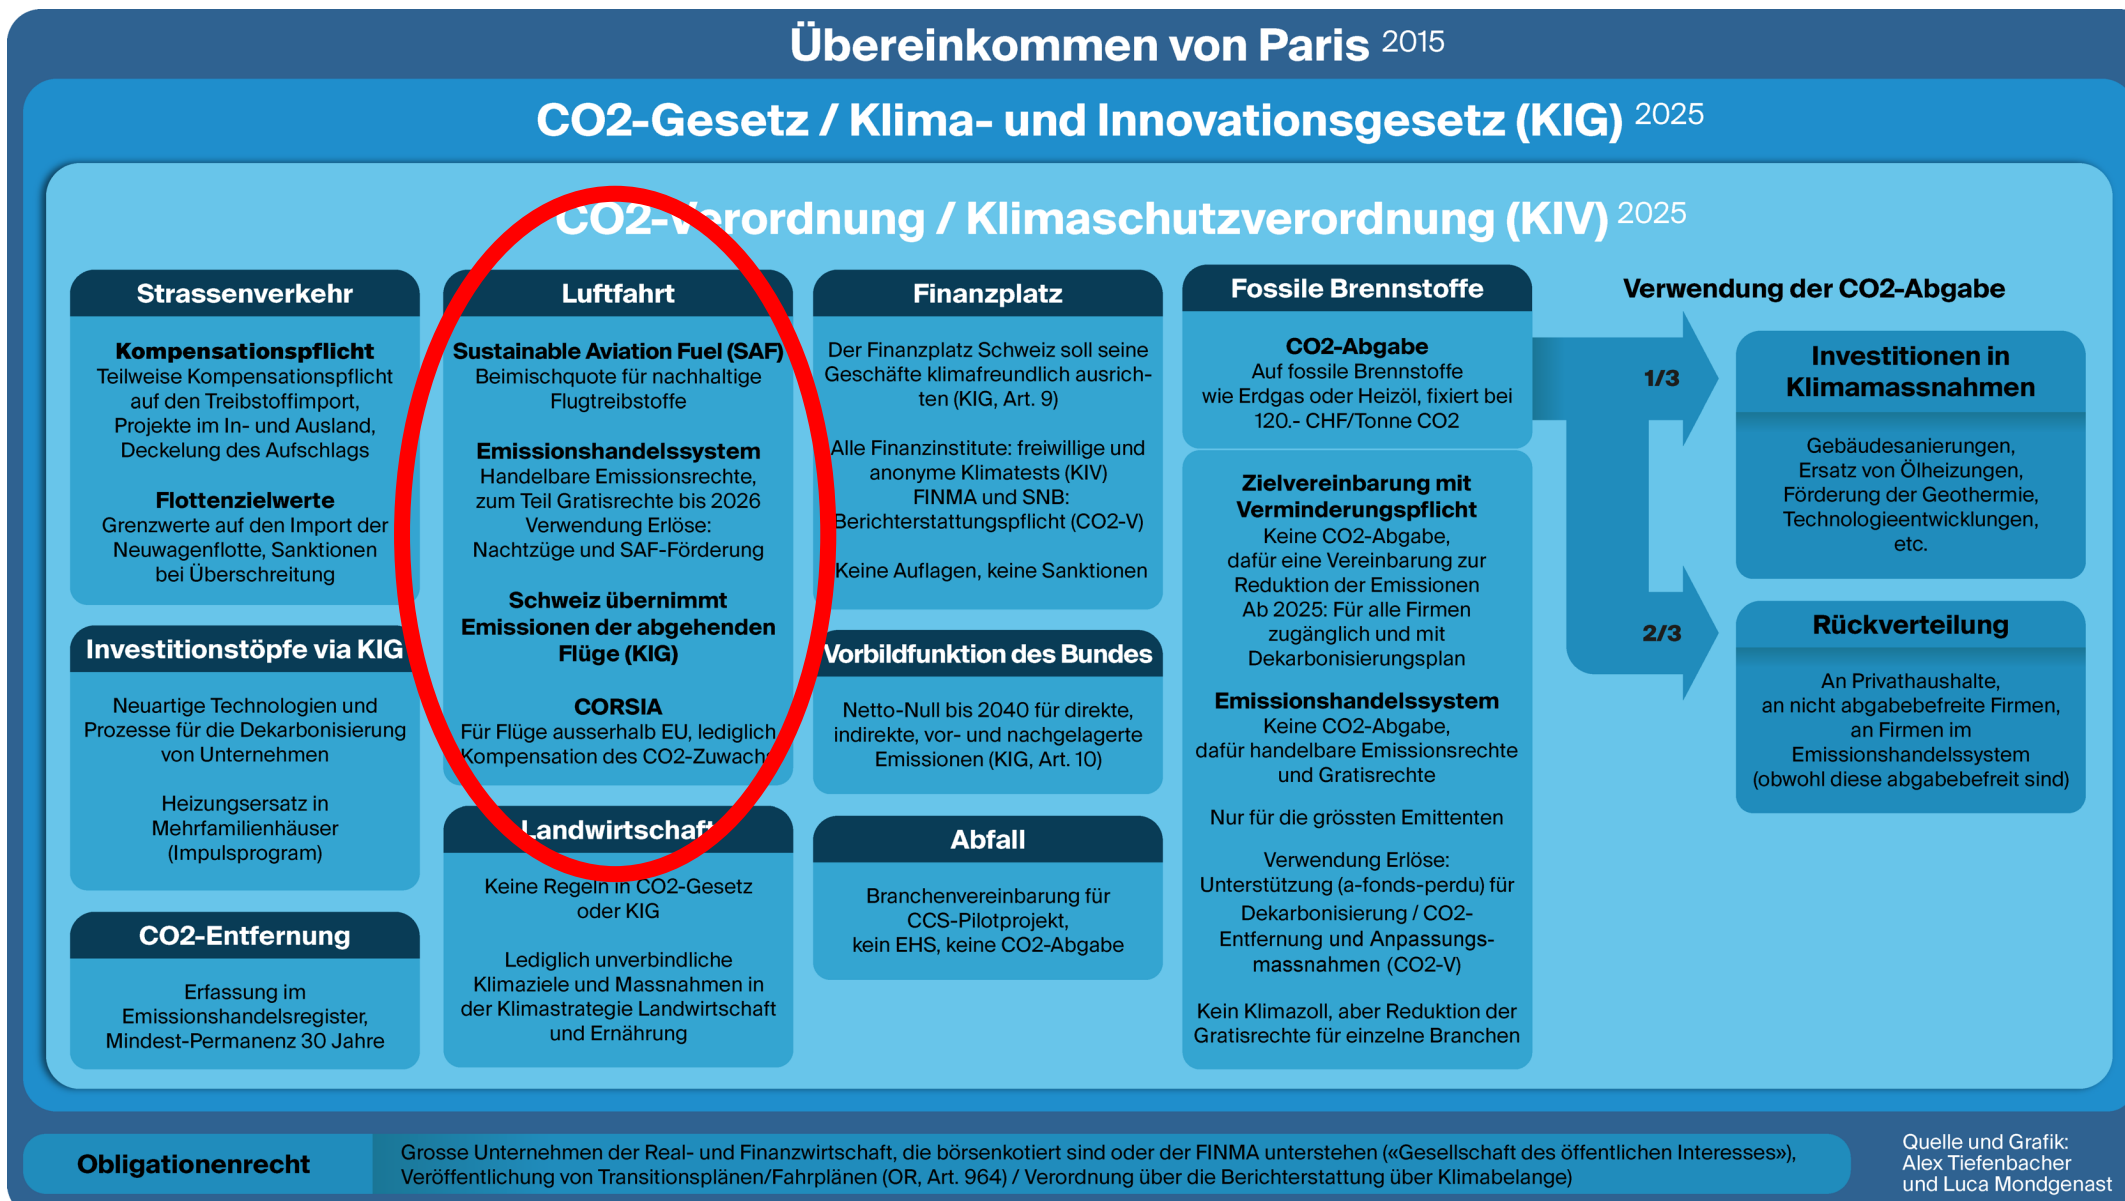 Übereinkommen von Paris 2015
CO2-Gesetz / Klima- und Innovationsgesetz (KIG) 2025
CO2-Verordnung / Klimaschutzverordnung (KIV) 2025
Strassenverkehr
Kompensationspflicht
Teilweise Kompensationspflicht
auf den Treibstoffimport,
Projekte im In- und Ausland,
Deckelung des Aufschlags
Flottenzielwerte
Grenzwerte auf den Import der
Neuwagenflotte, Sanktionen
bei Überschreitung
Investitionstöpfe via KIG
Neuartige Technologien und
Prozesse für die Dekarbonisierung
von Unternehmen
Heizungsersatz in
Mehrfamilienhäuser
(Impulsprogram)
CO2-Entfernung
Erfassung im
Emissionshandelsregister,
Mindest-Permanenz 30 Jahre
Luftfahrt
Sustainable Aviation Fuel (SAF)
Beimischquote für nachhaltige
Flugtreibstoffe
Emissionshandelssystem
Handelbare Emissionsrechte,
zum Teil Gratisrechte bis 2026
Verwendung Erlöse:
Nachtzüge und SAF-Förderung
Schweiz übernimmt
Emissionen der abgehenden
Flüge (KIG)
CORSIA
Für Flüge ausserhalb EU, lediglich
Kompensation des CO2-Zuwachs
Landwirtschaft
Keine Regeln in CO2-Gesetz
oder KIG
Lediglich unverbindliche
Klimaziele und Massnahmen in
der Klimastrategie Landwirtschaft
und Ernährung
Finanzplatz
Der Finanzplatz Schweiz soll seine
Geschäfte klimafreundlich ausrich-
ten (KIG, Art. 9)
Alle Finanzinstitute: freiwillige und
anonyme Klimatests (KIV)
FINMA und SNB:
Berichterstattungspflicht (CO2-V)
Keine Auflagen, keine Sanktionen
Vorbildfunktion des Bundes
Netto-Null bis 2040 für direkte,
indirekte, vor- und nachgelagerte
Emissionen (KIG, Art. 10)
Abfall
Branchenvereinbarung für
CCS-Pilotprojekt,
kein EHS, keine CO2-Abgabe
Fossile Brennstoffe
CO2-Abgabe
Auf fossile Brennstoffe
wie Erdgas oder Heizöl, fixiert bei
120.- CHF/Tonne CO2
Zielvereinbarung mit
Verminderungspflicht
Keine CO2-Abgabe,
dafür eine Vereinbarung zur
Reduktion der Emissionen
Ab 2025: Für alle Firmen
zugänglich und mit
Dekarbonisierungsplan
Emissionshandelssystem
Keine CO2-Abgabe,
dafür handelbare Emissionsrechte
und Gratisrechte
Nur für die grössten Emittenten
Verwendung Erlöse:
Unterstützung (a-fonds-perdu) für
Dekarbonisierung / CO2-
Entfernung und Anpassungs-
massnahmen (CO2-V)
Kein Klimazoll, aber Reduktion der
Gratisrechte für einzelne Branchen
Verwendung der CO2-Abgabe
1/3
Investitionen in
Klimamassnahmen
Gebäudesanierungen,
Ersatz von Ölheizungen,
Förderung der Geothermie,
Technologieentwicklungen,
etc.
2/3
Rückverteilung
An Privathaushalte,
an nicht abgabebefreite Firmen,
an Firmen im
Emissionshandelssystem
(obwohl diese abgabebefreit sind)
Obligationenrecht
Grosse Unternehmen der Real- und Finanzwirtschaft, die börsenkotiert sind oder der FINMA unterstehen («Gesellschaft des öffentlichen Interesses»),
Veröffentlichung von Transitionsplänen/Fahrplänen (OR, Art. 964) / Verordnung über die Berichterstattung über Klimabelange)
Quelle und Grafik:
Alex Tiefenbacher
und Luca Mondgenast